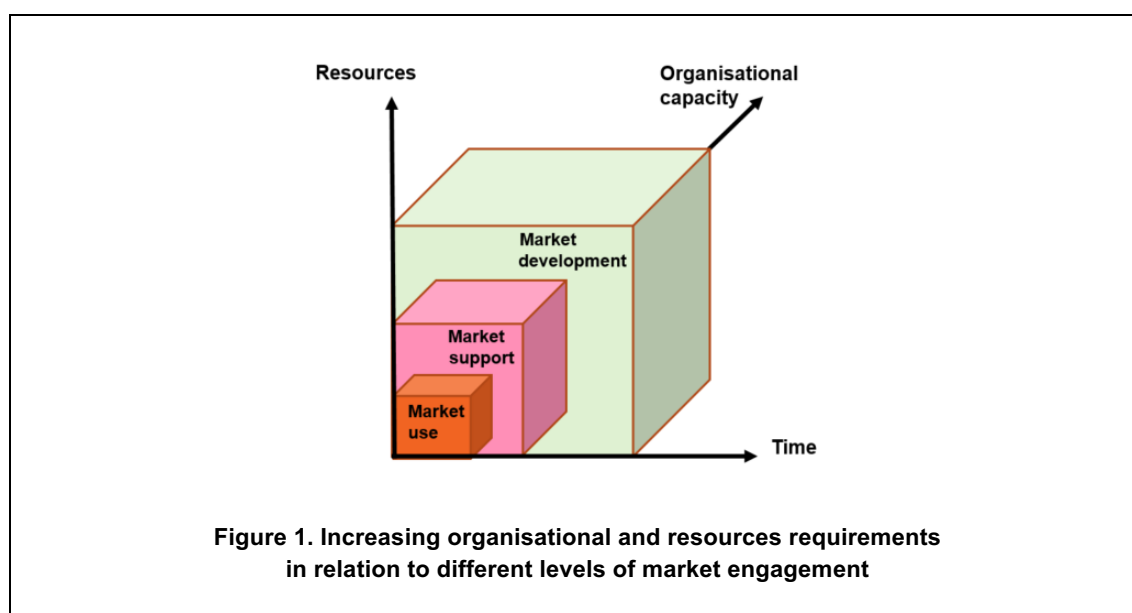 Resources
Organisational
capacity
Market
development
Market
support
Market
use
Time
Figure 1. Increasing organisational and resources requirements
in relation to different levels of market engagement